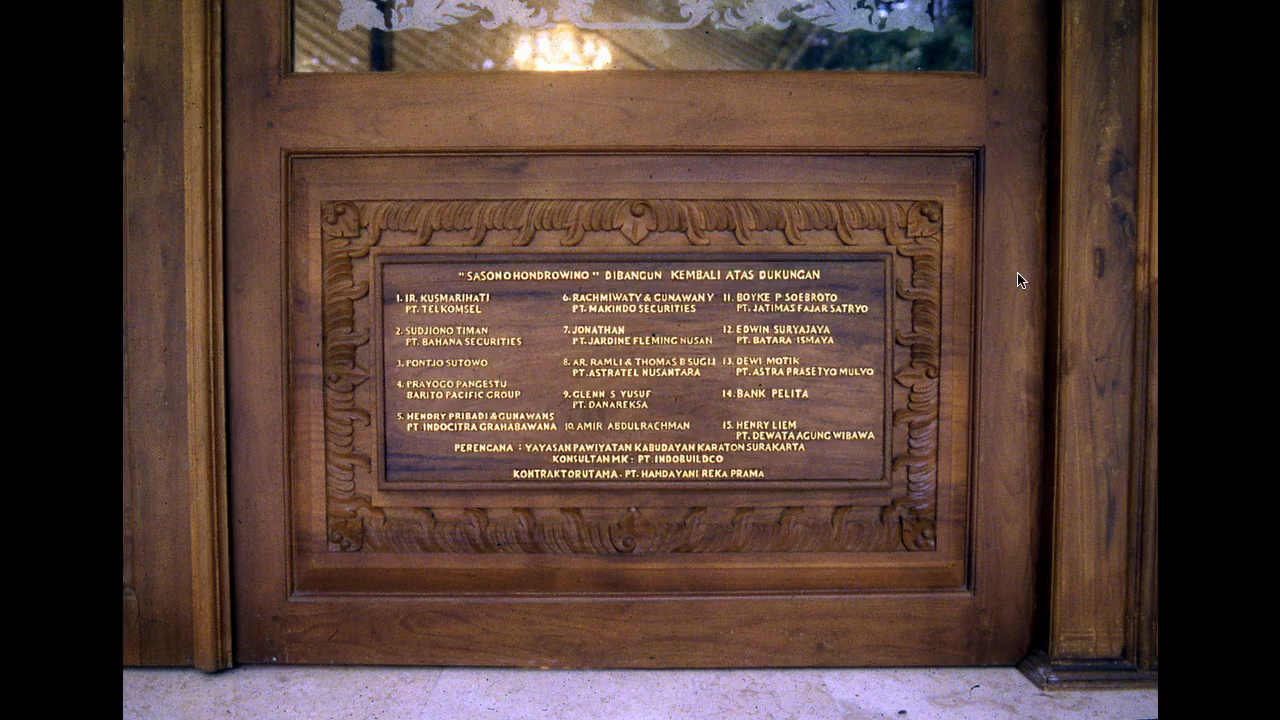 "SASONOHONDROWINO" DIBANGUN KEMBALI ATAS DUKUNGAN
1. IR. KUSMARIHATI
PT. TELKOMSEL
2. SUDJIONO TIMAN
PT. BAHANA SECURITIES
3. PONTJO SUTOWO
4. PRAYOGO PANGESTU
BARITO PACIFIC GROUP
5. HENDRY PRIBADI & GUNAWANS
PT. INDOCITRA GRAHABAWANA
6. RACHMIWATY & GUNAWAN Y
PT. MAKINDO SECURITIES
7. JONATHAN
PT. JARDINE FLEMING NUSAN
8. AR. RAMLI & THOMAS B SUGIJ
PT. ASTRATEL NUSANTARA
9. GLENN S YUSUF
PT. DANAREKSA
10. AMIR ABDULRACHMAN
11. BOYKE P SOEBROTO
PT. JATIMAS FAJAR SATRYO
12. EDWIN SURYAJAYA
PT. BATARA ISMAYA
13. DEWI MOTIK
PT. ASTRA PRASETYO MULYO
14. BANK PELITA
15. HENRY LIEM
PT. DEWATA AGUNG WIBAWA
PERENCANA : YAYASAN PAWIYATAN KABUDAYAN KARATON SURAKARTA
KONSULTAN MK : PT. INDOBUILDCO
KONTRAKTOR UTAMA . PT. HANDAYANI REKA PRAMA